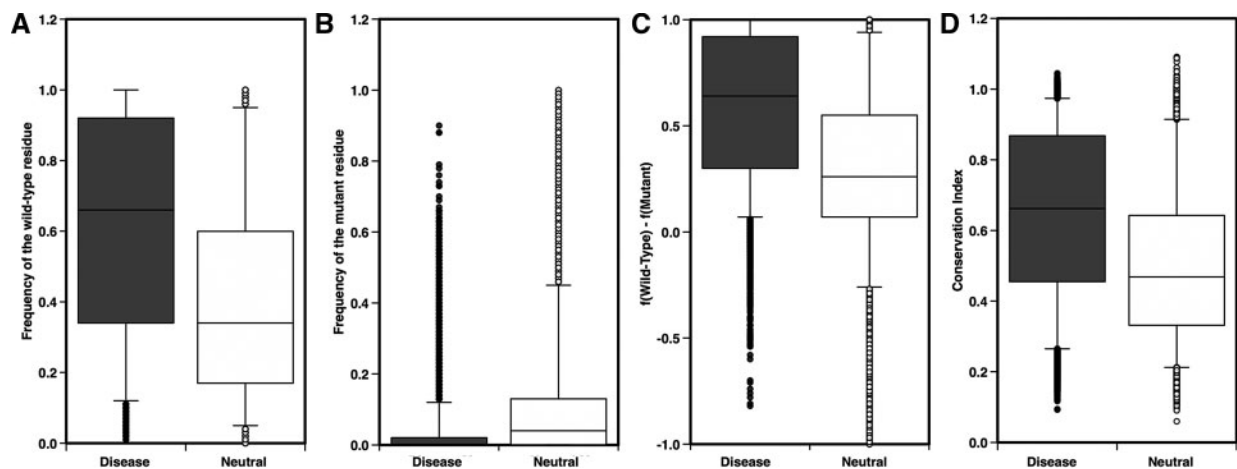 A
Frequency of the wild-type residue
1.2
1.0
0.8
0.6
0.4
0.2
0.0
Disease Neutral
B
Frequency of the mutant residue
1.2
1.0
0.8
0.6
0.4
0.2
0.0
Disease Neutral
C
f(Wild-Type) - f(Mutant)
1.0
0.5
0.0
-0.5
-1.0
Disease Neutral
D
Conservation Index
1.2
1.0
0.8
0.6
0.4
0.2
0.0
Disease Neutral